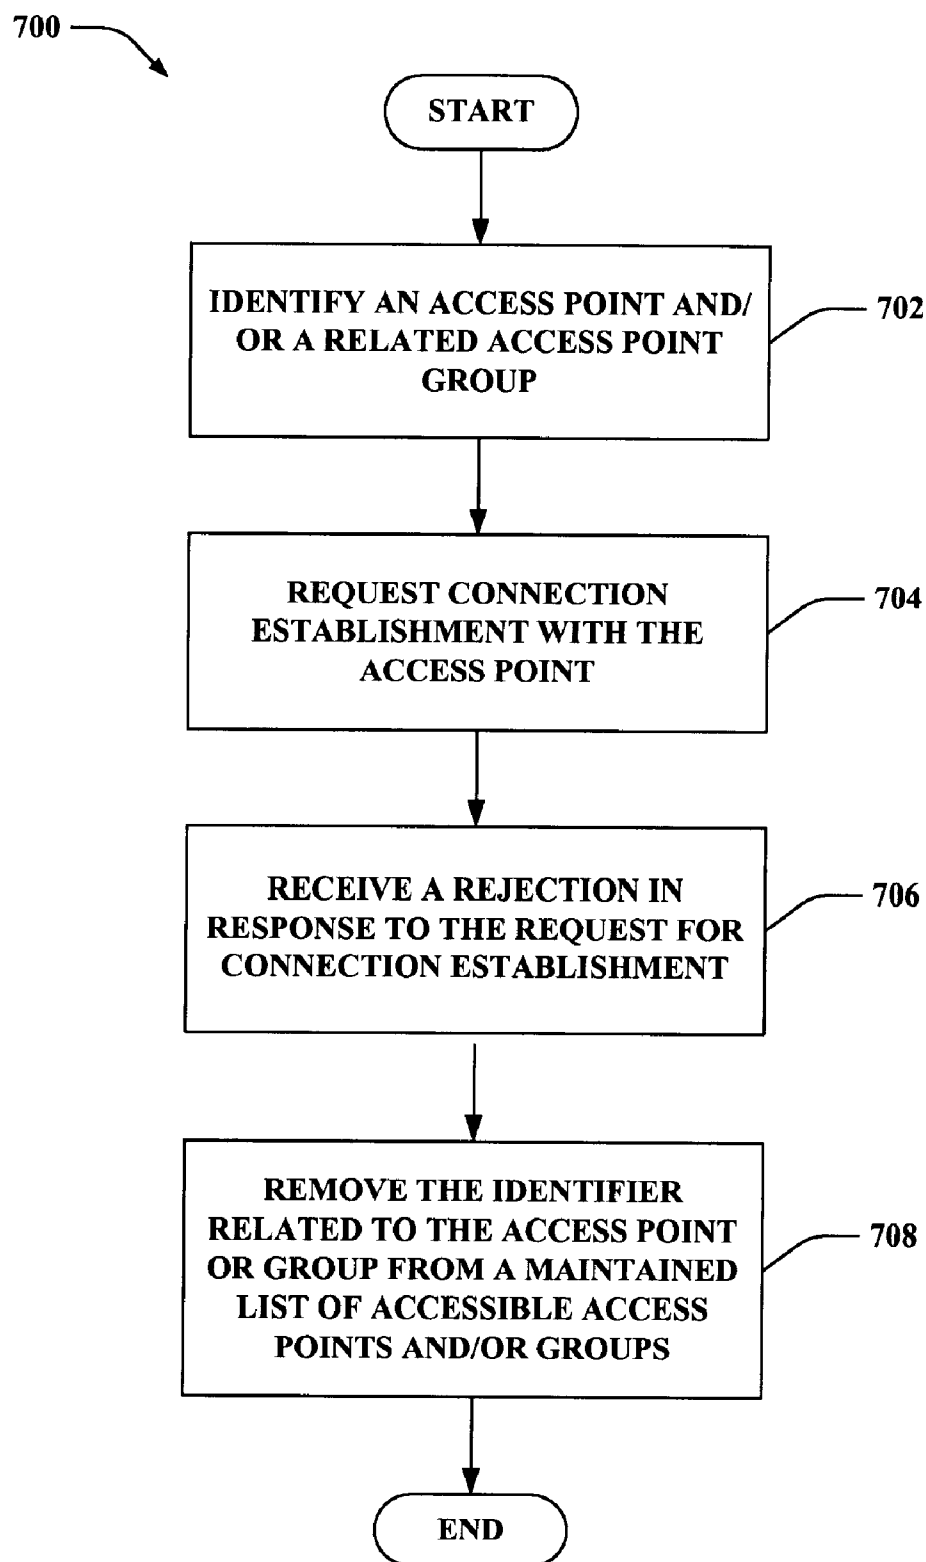 700
START
IDENTIFY AN ACCESS POINT AND/
OR A RELATED ACCESS POINT
GROUP
702
REQUEST CONNECTION
ESTABLISHMENT WITH THE
ACCESS POINT
704
RECEIVE A REJECTION IN
RESPONSE TO THE REQUEST FOR
CONNECTION ESTABLISHMENT
706
REMOVE THE IDENTIFIER
RELATED TO THE ACCESS POINT
OR GROUP FROM A MAINTAINED
LIST OF ACCESSIBLE ACCESS
POINTS AND/OR GROUPS
708
END